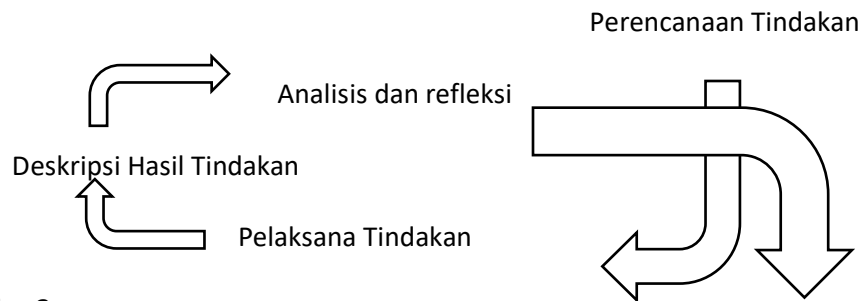 Perencanaan Tindakan
Analisis dan refleksi
Deskripsi Hasil Tindakan
Pelaksana Tindakan